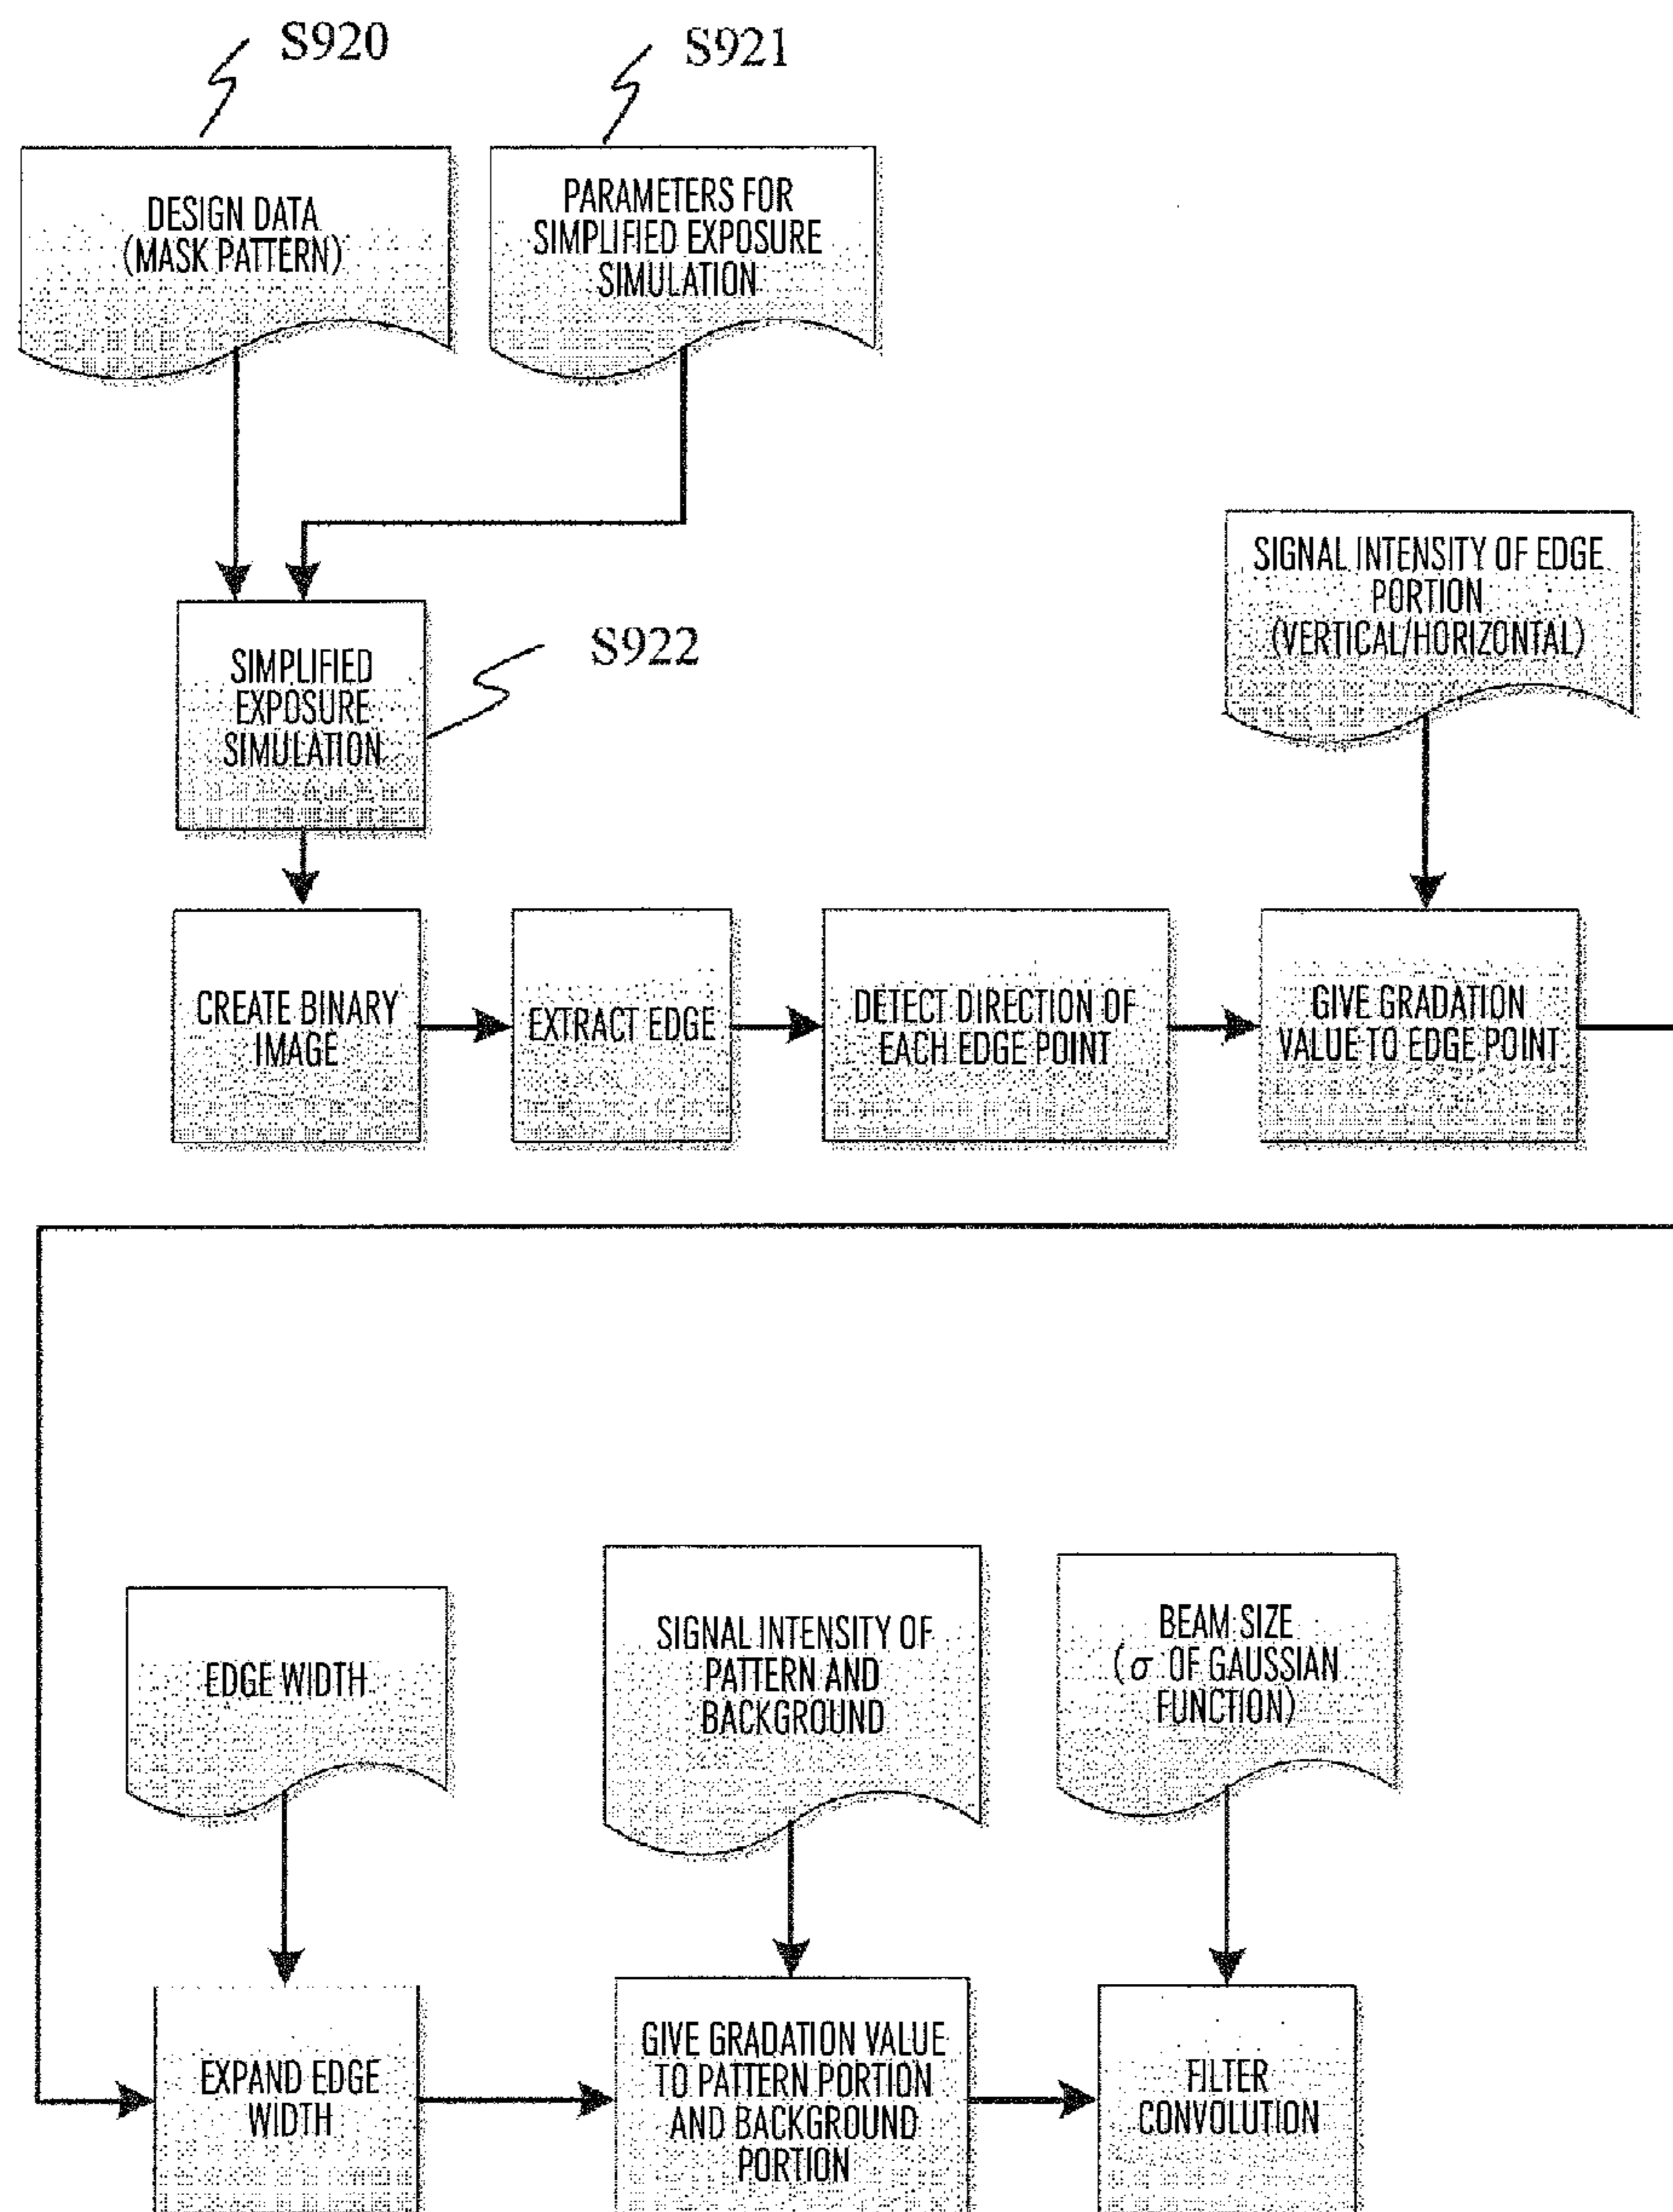 S920
S921
DESIGN DATA
(MASK PATTERN)
PARAMETERS FOR
SIMPLIFIED EXPOSURE
SIMULATION
SIGNAL INTENSITY OF EDGE
PORTION
(VERTICAL/HORIZONTAL)
SIMPLIFIED
EXPOSURE
SIMULATION
S922
CREATE BINARY
IMAGE
EXTRACT EDGE
DETECT DIRECTION OF
EACH EDGE POINT
GIVE GRADATION
VALUE TO EDGE POINT
EDGE WIDTH
SIGNAL INTENSITY OF
PATTERN AND
BACKGROUND
BEAM SIZE
(σ OF GAUSSIAN
FUNCTION)
EXPAND EDGE
WIDTH
GIVE GRADATION VALUE
TO PATTERN PORTION
AND BACKGROUND
PORTION
FILTER
CONVOLUTION